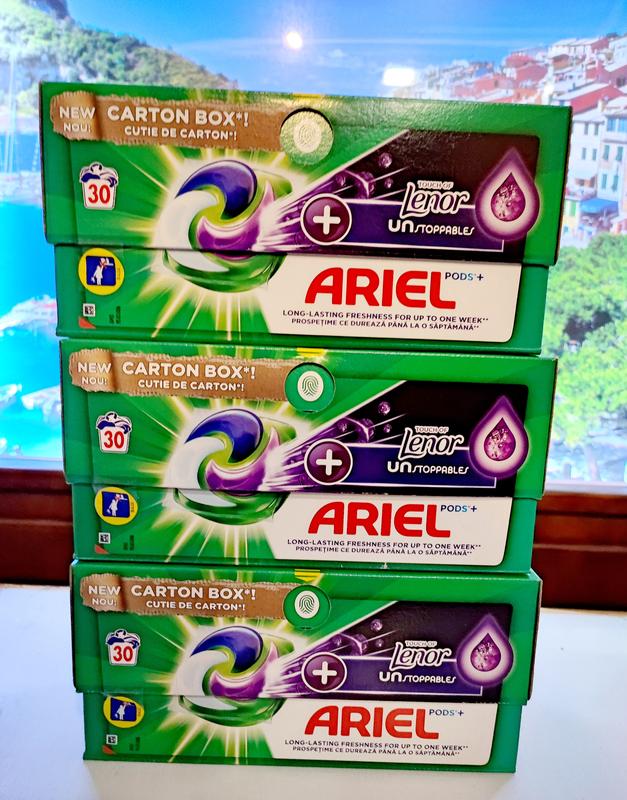 NEW
NOU!
CARTON BOX*!
CUTIE DE CARTON*!
30
TOUCH OF
Lenor
UNSTOPPABLES
+
ARIEL PODS®+
LONG-LASTING FRESHNESS FOR UP TO ONE WEEK**
PROSPEȚIME CE DUREAZĂ PÂNĂ LA O SĂPTĂMÂNĂ**
NEW
NOU!
CARTON BOX*!
CUTIE DE CARTON*!
30
TOUCH OF
Lenor
UNSTOPPABLES
+
ARIEL PODS®+
LONG-LASTING FRESHNESS FOR UP TO ONE WEEK**
PROSPEȚIME CE DUREAZĂ PÂNĂ LA O SĂPTĂMÂNĂ**
NEW
NOU!
CARTON BOX*!
CUTIE DE CARTON*!
30
TOUCH OF
Lenor
UNSTOPPABLES
+
ARIEL PODS®+
LONG-LASTING FRESHNESS FOR UP TO ONE WEEK**
PROSPEȚIME CE DUREAZĂ PÂNĂ LA O SĂPTĂMÂNĂ**